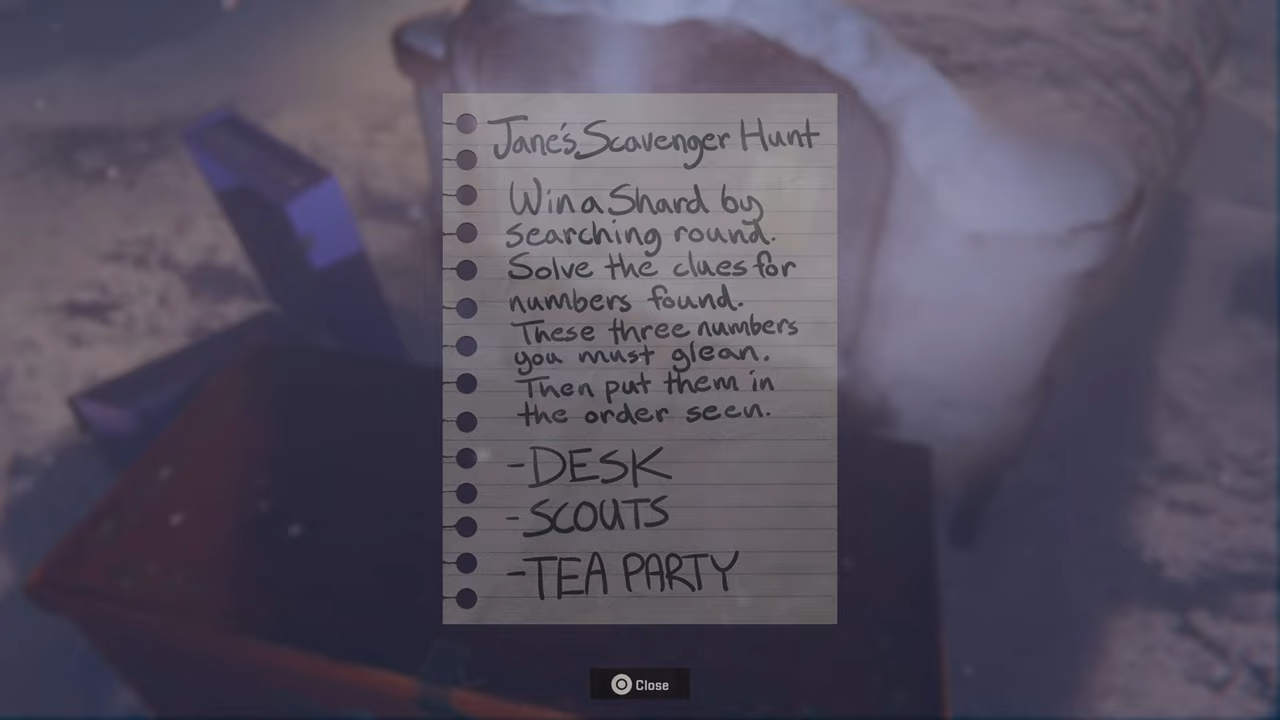 Jane's Scavenger Hunt
Win a Shard by
searching round.
Solve the clues for
numbers found.
These three numbers
you must glean.
Then put them in
the order seen.
-DESK
-SCOUTS
-TEA PARTY
Close